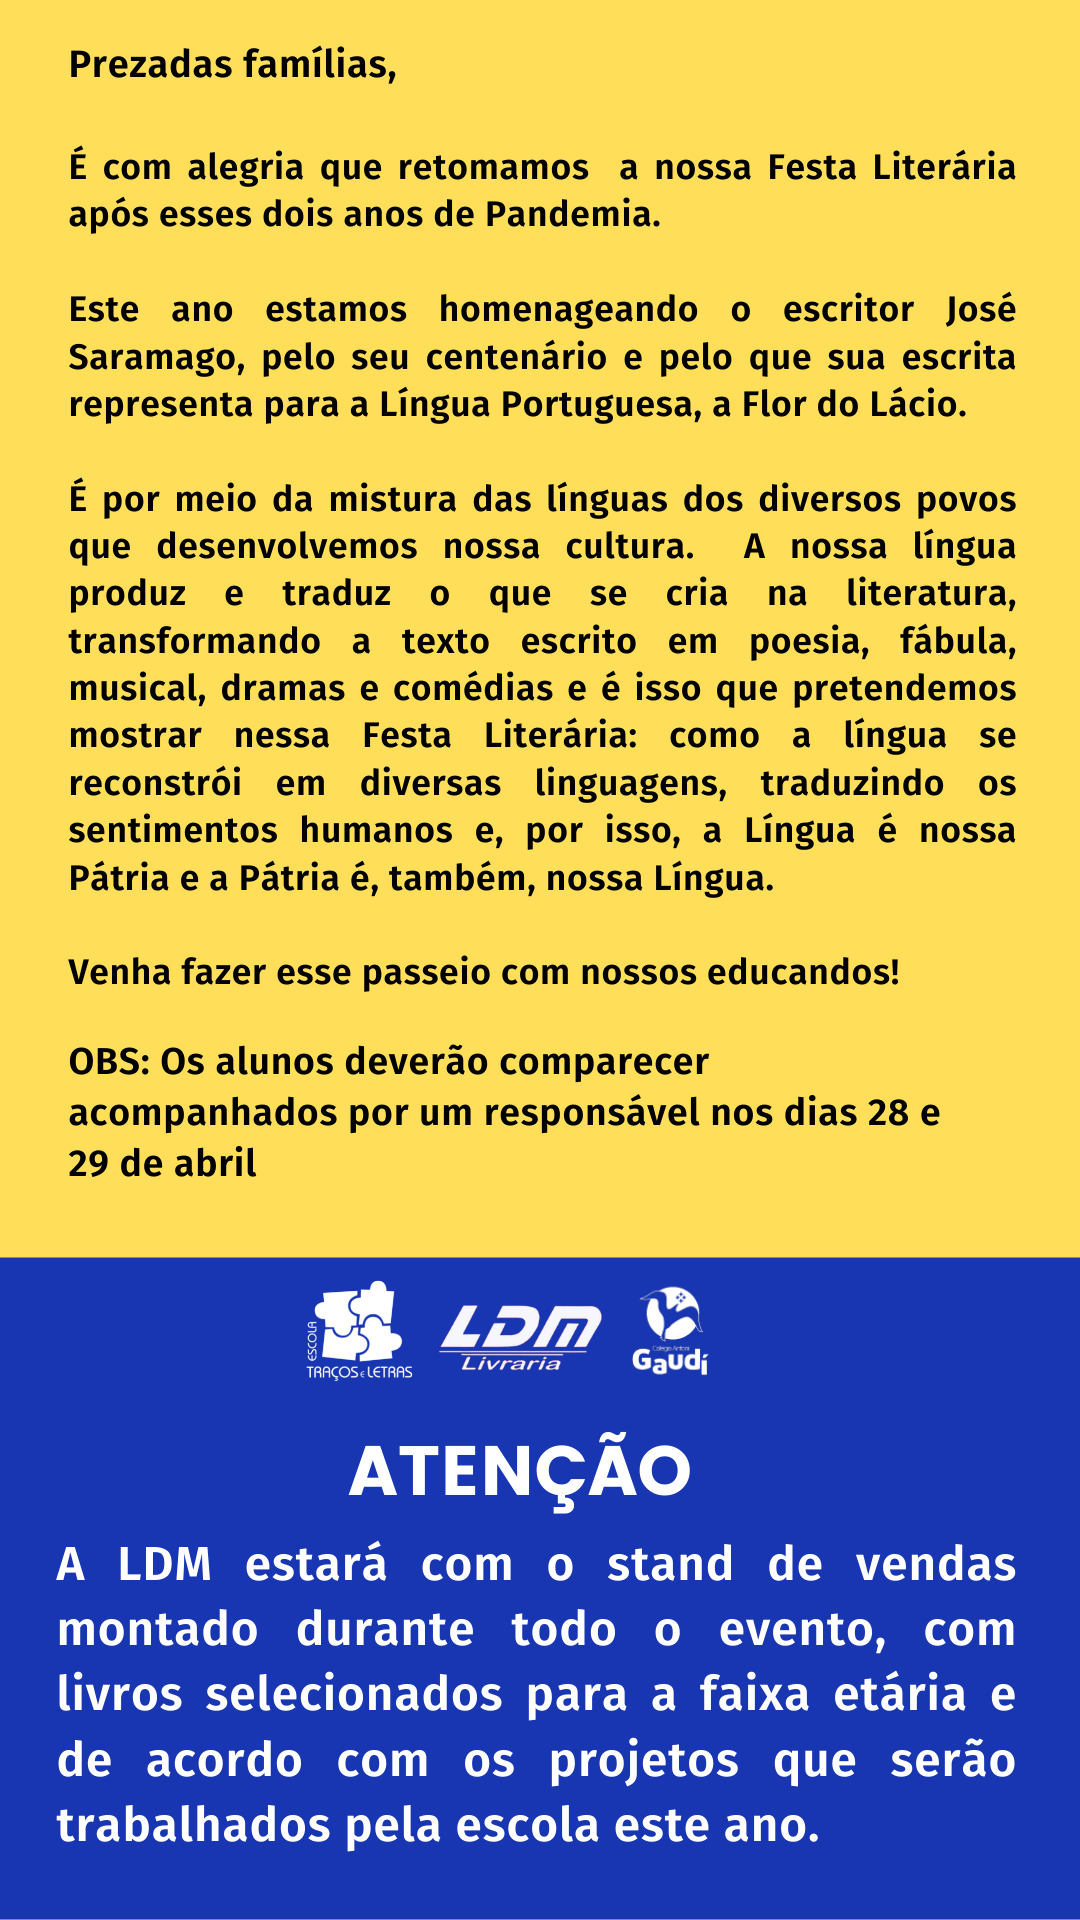 Prezadas famílias,
É com alegria que retomamos a nossa Festa Literária
após esses dois anos de Pandemia.
Este ano estamos homenageando o escritor José
Saramago, pelo seu centenário e pelo que sua escrita
representa para a Língua Portuguesa, a Flor do Lácio.
É por meio da mistura das línguas dos diversos povos
que desenvolvemos nossa cultura. A nossa língua
produz e traduz o que se cria na literatura,
transformando a texto escrito em poesia, fábula,
musical, dramas e comédias e é isso que pretendemos
mostrar nessa Festa Literária: como a língua se
reconstrói em diversas linguagens, traduzindo os
sentimentos humanos e, por isso, a Língua é nossa
Pátria e a Pátria é, também, nossa Língua.
Venha fazer esse passeio com nossos educandos!
OBS: Os alunos deverão comparecer
acompanhados por um responsável nos dias 28 e
29 de abril
ESCOLA
TRAÇOS e LETRAS
LDM
Livraria
Colégio Antoni
Gaudí
ATENÇÃO
A LDM estará com o stand de vendas
montado durante todo o evento, com
livros selecionados para a faixa etária e
de acordo com os projetos que serão
trabalhados pela escola este ano.